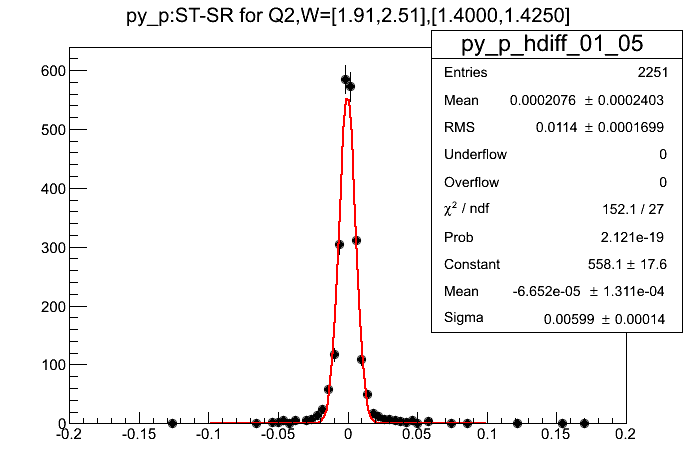 py_p:ST-SR for Q2,W=[1.91,2.51],[1.4000,1.4250]
py_p_hdiff_01_05
Entries 2251
Mean 0.0002076 ± 0.0002403
RMS 0.0114 ± 0.0001699
Underflow 0
Overflow 0
χ² / ndf 152.1 / 27
Prob 2.121e-19
Constant 558.1 ± 17.6
Mean -6.652e-05 ± 1.311e-04
Sigma 0.00599 ± 0.00014
600
500
400
300
200
100
0
-0.2 -0.15 -0.1 -0.05 0 0.05 0.1 0.15 0.2